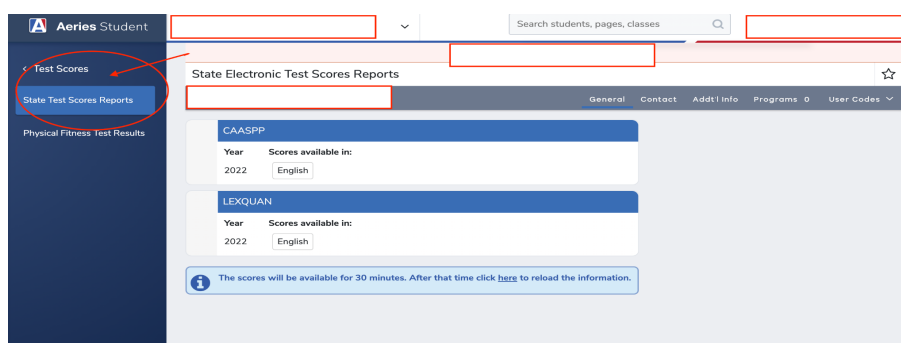 Aeries Student
Search students, pages, classes
< Test Scores
State Test Scores Reports
Physical Fitness Test Results
State Electronic Test Scores Reports
General Contact Addt'l Info Programs 0 User Codes
CAASPP
Year Scores available in:
2022 English
LEXQUAN
Year Scores available in:
2022 English
The scores will be available for 30 minutes. After that time click here to reload the information.